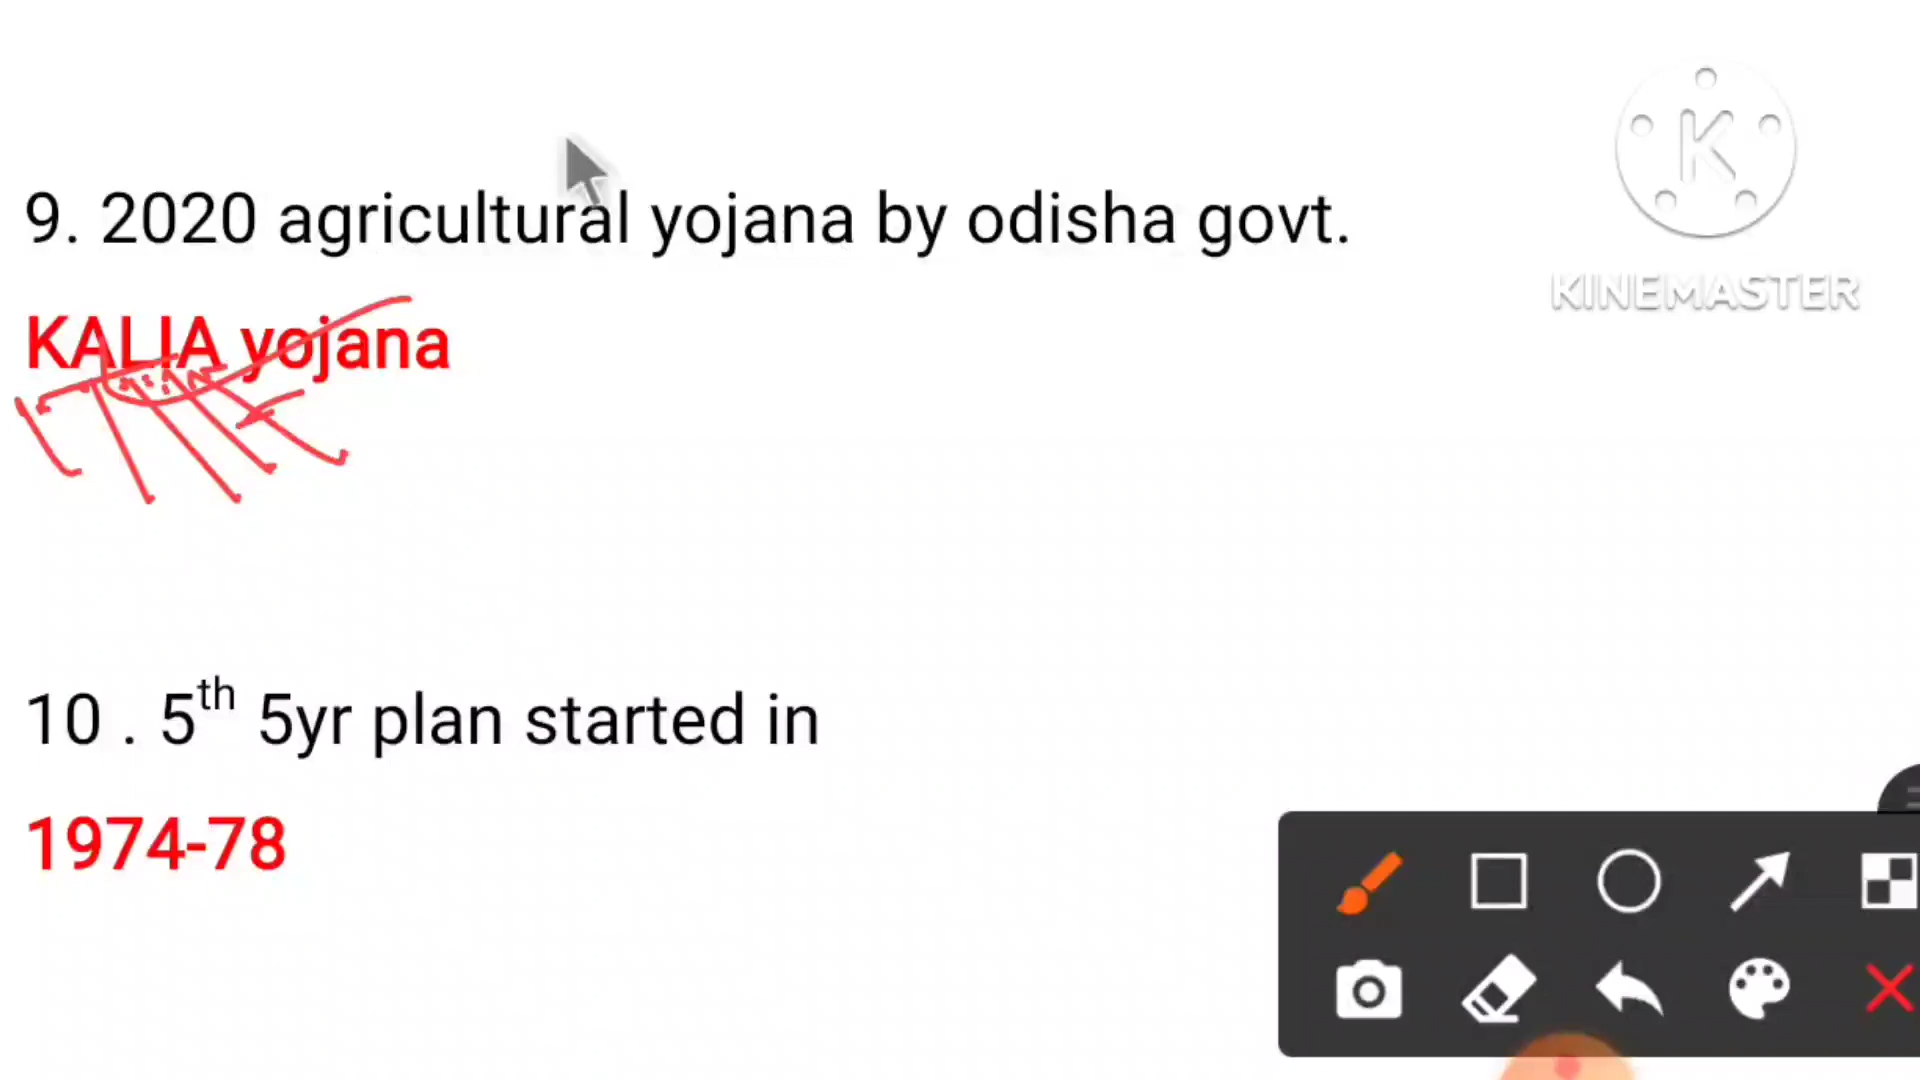 9. 2020 agricultural yojana by odisha govt.
KALIA yojana
10 . 5th 5yr plan started in
1974-78
K
KINEMASTER